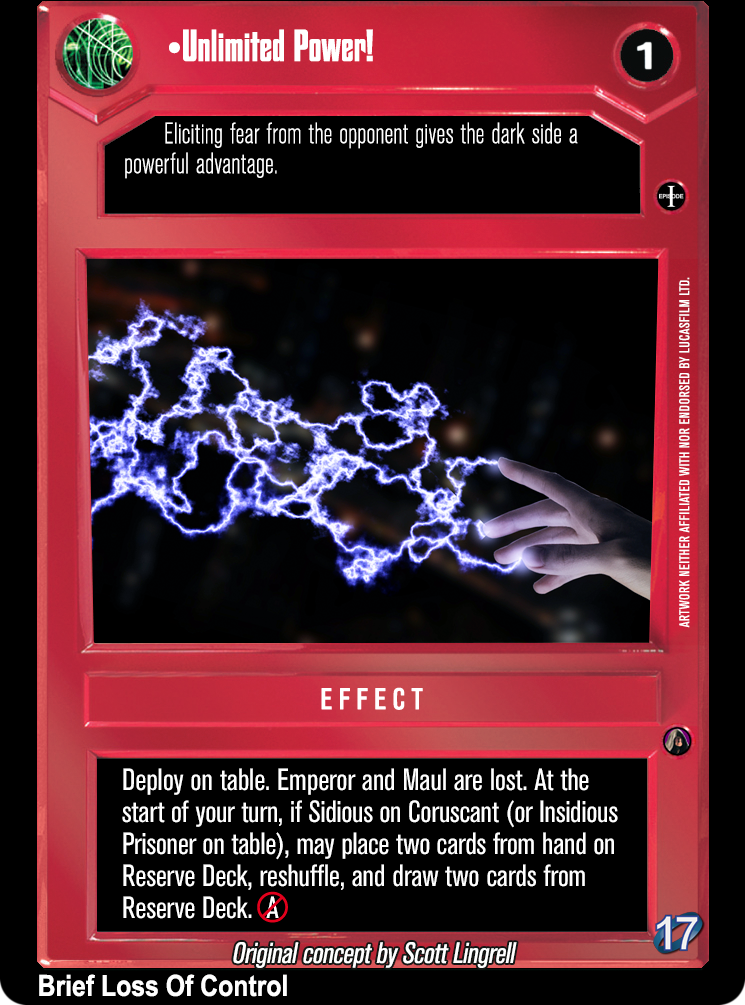 •Unlimited Power!
1
Eliciting fear from the opponent gives the dark side a
powerful advantage.
EPISODE
I
ARTWORK NEITHER AFFILIATED WITH NOR ENDORSED BY LUCASFILM LTD.
EFFECT
Deploy on table. Emperor and Maul are lost. At the
start of your turn, if Sidious on Coruscant (or Insidious
Prisoner on table), may place two cards from hand on
Reserve Deck, reshuffle, and draw two cards from
Reserve Deck. A
17
Original concept by Scott Lingrell
Brief Loss Of Control